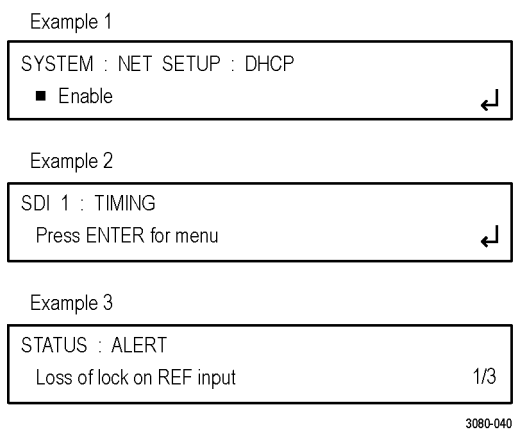 Example 1
SYSTEM : NET SETUP : DHCP
■ Enable ↵
Example 2
SDI 1 : TIMING
Press ENTER for menu ↵
Example 3
STATUS : ALERT
Loss of lock on REF input 1/3
3080-040